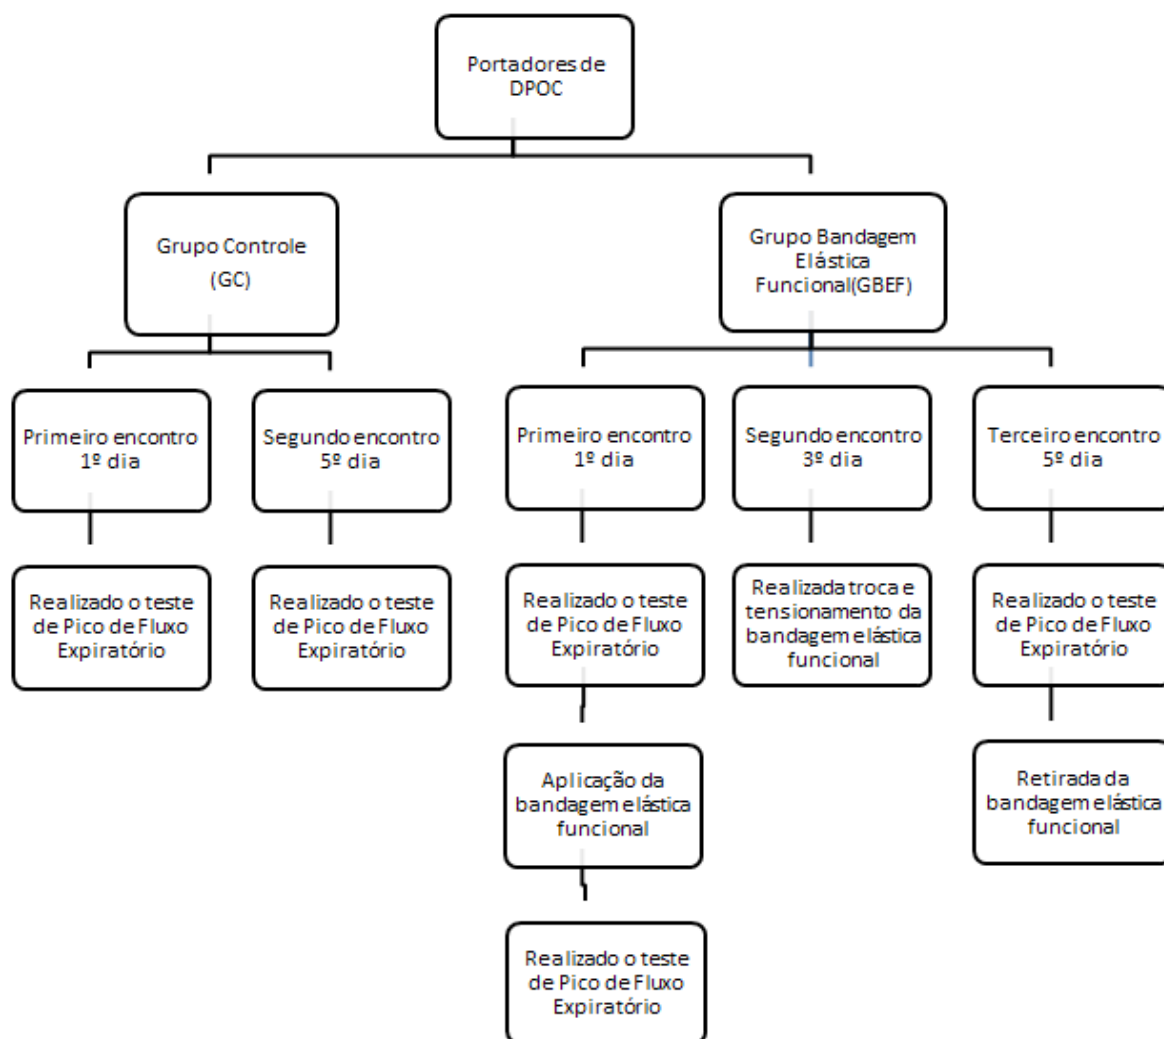 Portadores de
DPOC
Grupo Controle
(GC)
Grupo Bandagem
Elástica
Funcional(GBEF)
Primeiro encontro
1º dia
Segundo encontro
5º dia
Primeiro encontro
1º dia
Segundo encontro
3º dia
Terceiro encontro
5º dia
Realizado o teste
de Pico de Fluxo
Expiratório
Realizado o teste
de Pico de Fluxo
Expiratório
Realizado o teste
de Pico de Fluxo
Expiratório
Realizada troca e
tensionamento da
bandagem elástica
funcional
Realizado o teste
de Pico de Fluxo
Expiratório
Aplicação da
bandagem elástica
funcional
Retirada da
bandagem elástica
funcional
Realizado o teste
de Pico de Fluxo
Expiratório